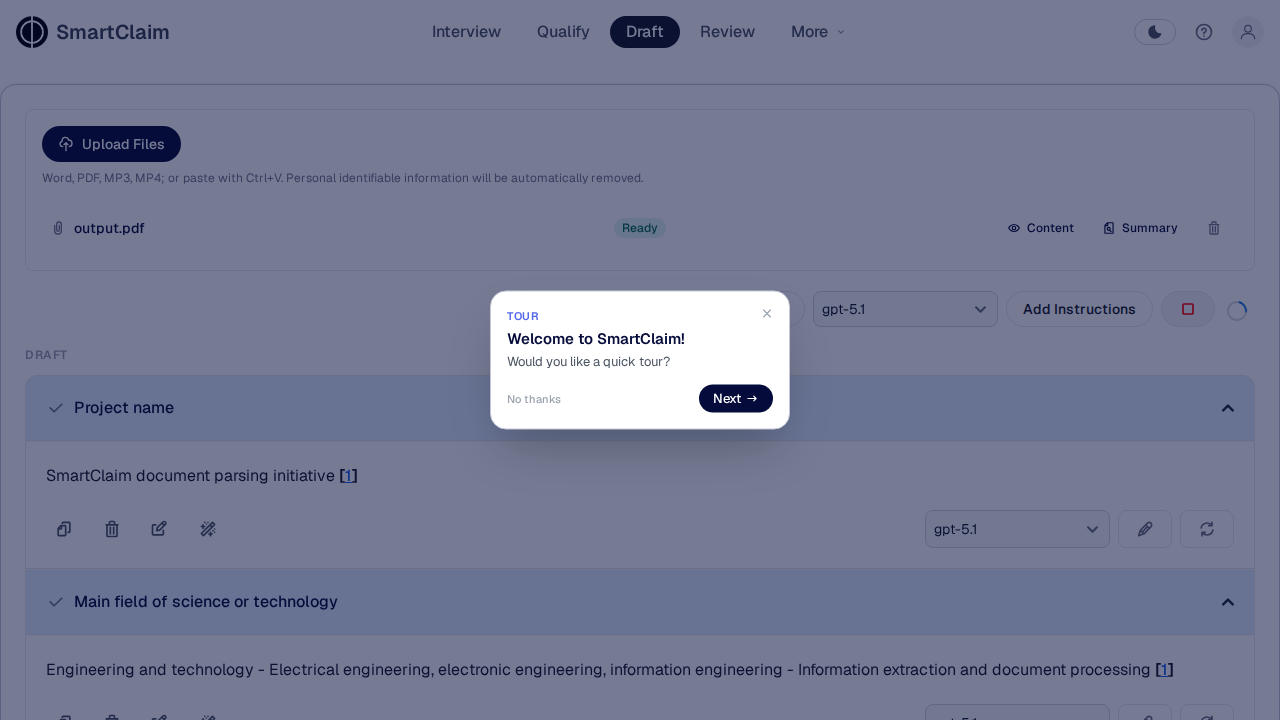 SmartClaim
Interview
Qualify
Draft
Review
More
Upload Files
Word, PDF, MP3, MP4; or paste with Ctrl+V. Personal identifiable information will be automatically removed.
output.pdf
Ready
Content
Summary
gpt-5.1
Add Instructions
TOUR
Welcome to SmartClaim!
Would you like a quick tour?
No thanks
Next →
DRAFT
Project name
SmartClaim document parsing initiative [1]
gpt-5.1
Main field of science or technology
Engineering and technology - Electrical engineering, electronic engineering, information engineering - Information extraction and document processing [1]
gpt-5.1